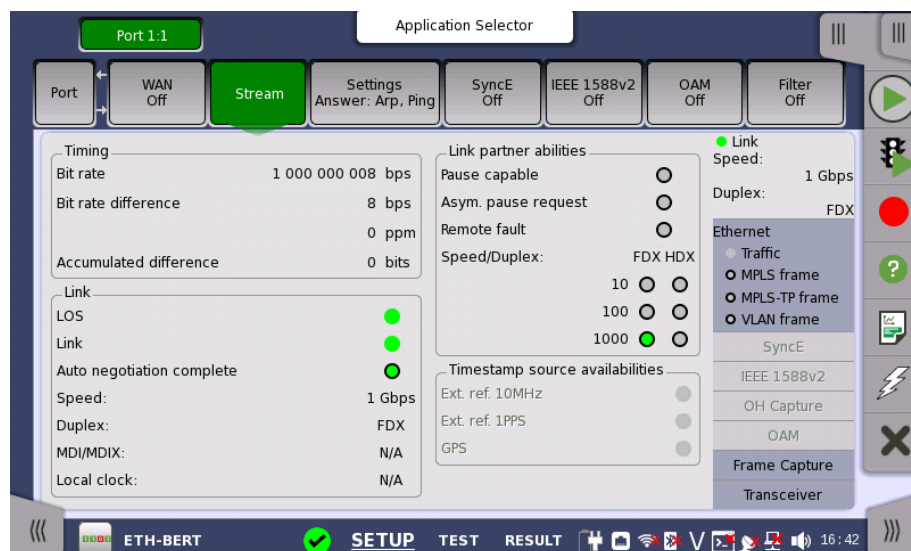 Port 1:1
Application Selector
Port
WAN
Off
Stream
Settings
Answer: Arp, Ping
SyncE
Off
IEEE 1588v2
Off
OAM
Off
Filter
Off
Timing
Bit rate 1 000 000 008 bps
Bit rate difference 8 bps
0 ppm
Accumulated difference 0 bits
Link
LOS
Link
Auto negotiation complete
Speed: 1 Gbps
Duplex: FDX
MDI/MDIX: N/A
Local clock: N/A
Link partner abilities
Pause capable
Asym. pause request
Remote fault
Speed/Duplex: FDX HDX
10
100
1000
Timestamp source availabilities
Ext. ref. 10MHz
Ext. ref. 1PPS
GPS
Link
Speed:
1 Gbps
Duplex:
FDX
Ethernet
Traffic
MPLS frame
MPLS-TP frame
VLAN frame
SyncE
IEEE 1588v2
OH Capture
OAM
Frame Capture
Transceiver
ETH-BERT SETUP TEST RESULT V 16:42